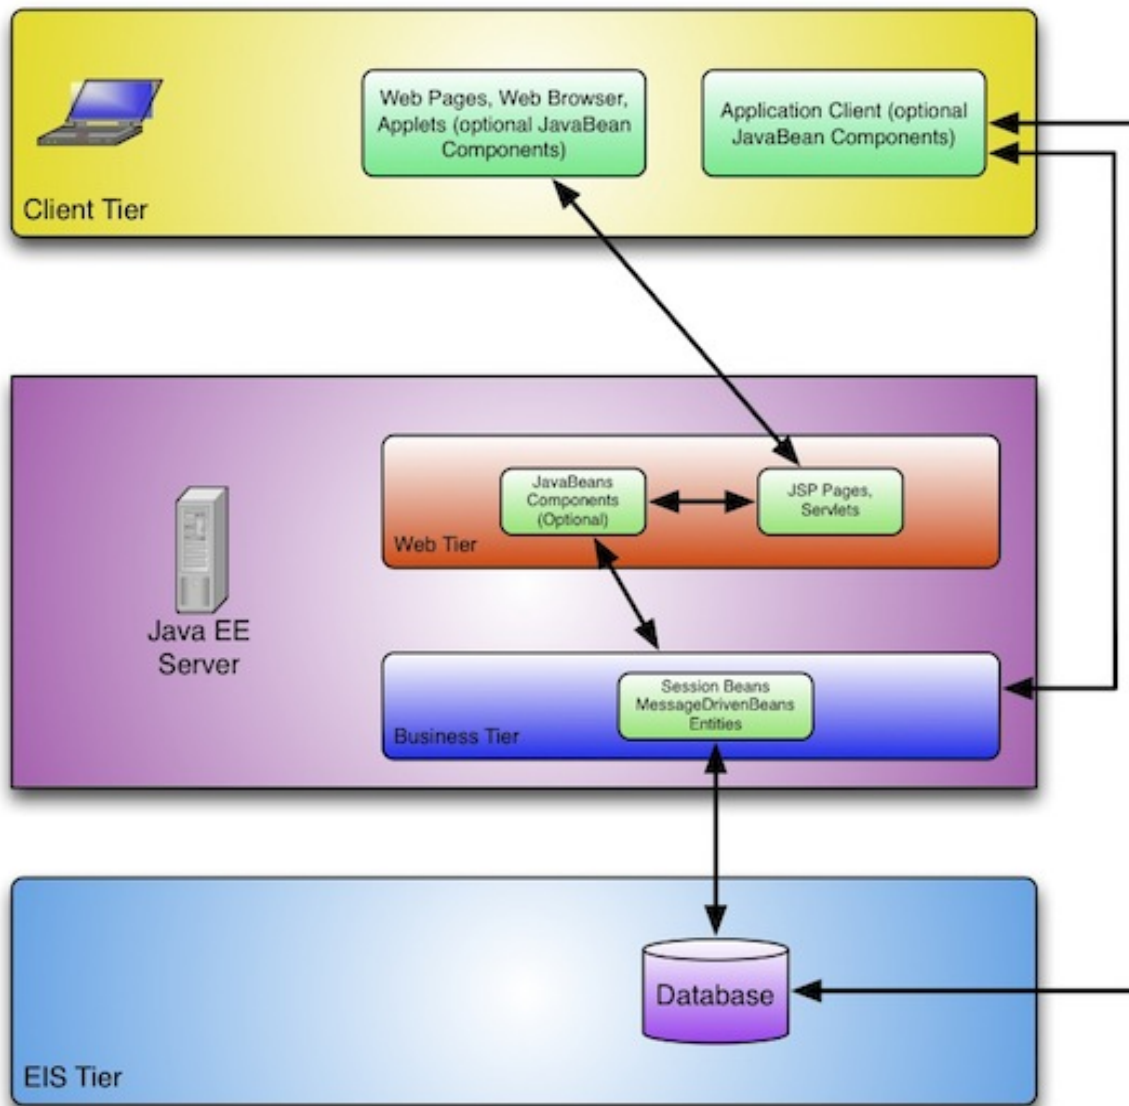 Web Pages, Web Browser,
Applets (optional JavaBean
Components)
Application Client (optional
JavaBean Components)
Client Tier
JavaBeans
Components
(Optional)
JSP Pages,
Servlets
Web Tier
Java EE
Server
Session Beans
MessageDrivenBeans
Entities
Business Tier
Database
EIS Tier